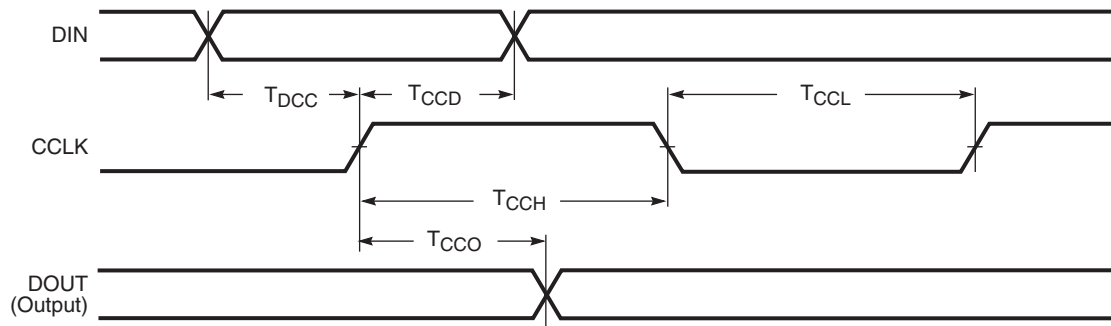 DIN
TDCC
TCCD
TCCL
CCLK
TCCH
TCCO
DOUT
(Output)